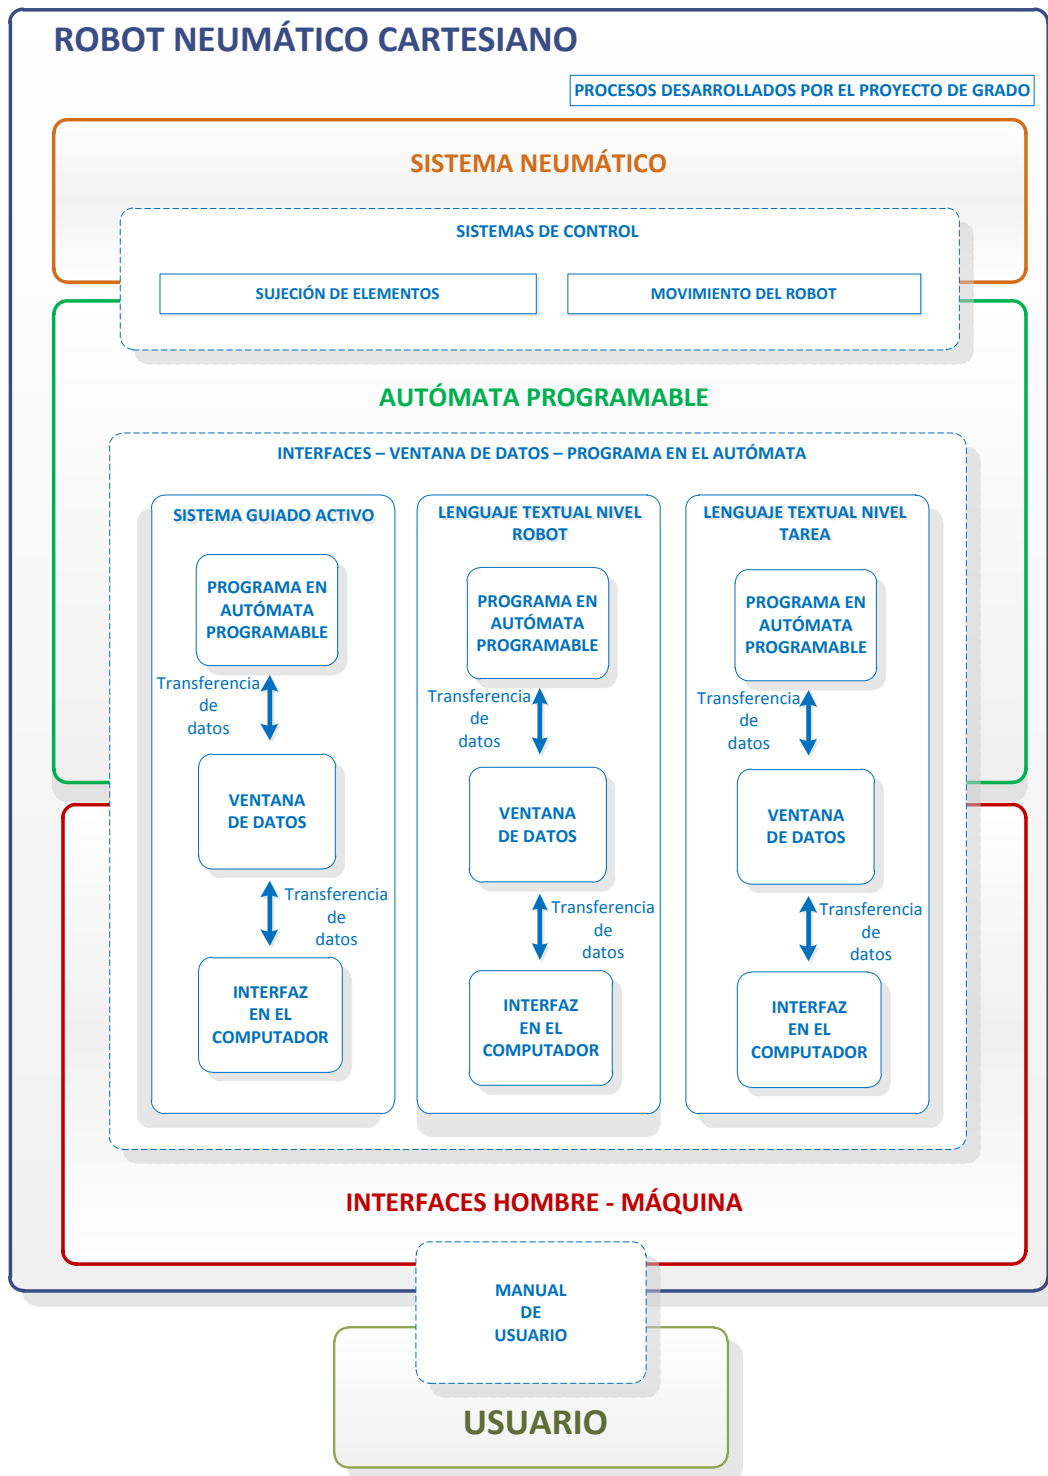 ROBOT NEUMÁTICO CARTESIANO
PROCESOS DESARROLLADOS POR EL PROYECTO DE GRADO
SISTEMA NEUMÁTICO
SISTEMAS DE CONTROL
SUJECIÓN DE ELEMENTOS
MOVIMIENTO DEL ROBOT
AUTÓMATA PROGRAMABLE
INTERFACES – VENTANA DE DATOS – PROGRAMA EN EL AUTÓMATA
SISTEMA GUIADO ACTIVO
PROGRAMA EN
AUTÓMATA
PROGRAMABLE
Transferencia
de
datos
VENTANA
DE DATOS
Transferencia
de
datos
INTERFAZ
EN EL
COMPUTADOR
LENGUAJE TEXTUAL NIVEL
ROBOT
PROGRAMA EN
AUTÓMATA
PROGRAMABLE
Transferencia
de
datos
VENTANA
DE DATOS
Transferencia
de
datos
INTERFAZ
EN EL
COMPUTADOR
LENGUAJE TEXTUAL NIVEL
TAREA
PROGRAMA EN
AUTÓMATA
PROGRAMABLE
Transferencia
de
datos
VENTANA
DE DATOS
Transferencia
de
datos
INTERFAZ
EN EL
COMPUTADOR
INTERFACES HOMBRE - MÁQUINA
MANUAL
DE
USUARIO
USUARIO